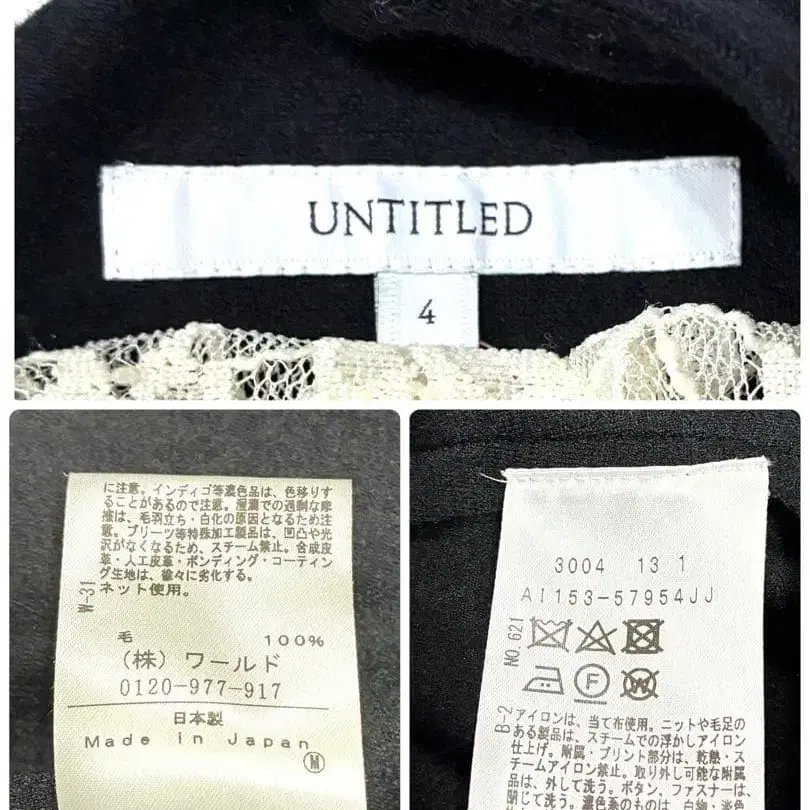 UNTITLED
4
に注意。インディゴ等濃色品は、色移りす
ることがあるので注意。湿潤での過剰な摩
擦は、毛羽立ち・白化の原因となるため注
意。プリーツ等特殊加工製品は、凹凸や光
沢がなくなるため、スチーム禁止。合成皮
革・人工皮革・ボンディング・コーティン
グ生地は、徐々に劣化する。
ネット使用。
W-31
毛 100%
(株) ワールド
0120-977-917
日本製
Made in Japan
M
3004 13 1
AI153-57954JJ
NO.621
F
W
B-2
アイロンは、当て布使用。ニットや毛足の
ある製品は、スチームでの浮かしアイロン
仕上げ。附属・プリント部分は、乾熱・ス
チームアイロン禁止。取り外し可能な附属
品は、外して洗う。ボタン、ファスナーは、
閉じて洗う。濃色系のものは、白綿・淡